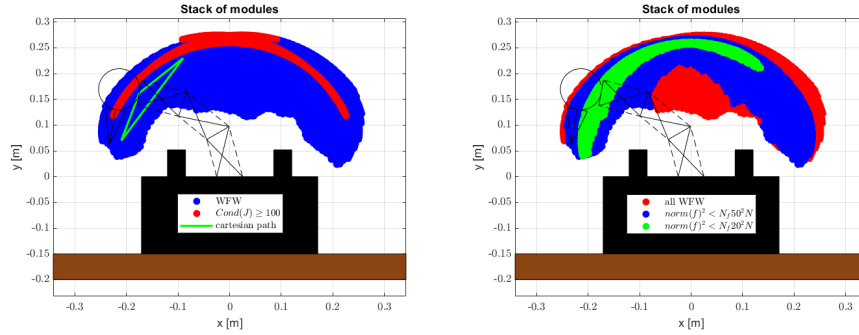 Stack of modules
0.3
0.25
0.2
0.15
0.1
0.05
0
-0.05
-0.1
-0.15
-0.2
y [m]
WFW
Cond(J) ≥ 100
cartesian path
-0.3 -0.2 -0.1 0 0.1 0.2 0.3
x [m]
Stack of modules
0.3
0.25
0.2
0.15
0.1
0.05
0
-0.05
-0.1
-0.15
-0.2
y [m]
all WFW
norm(f)² < N_f 50² N
norm(f)² < N_f 20² N
-0.3 -0.2 -0.1 0 0.1 0.2 0.3
x [m]